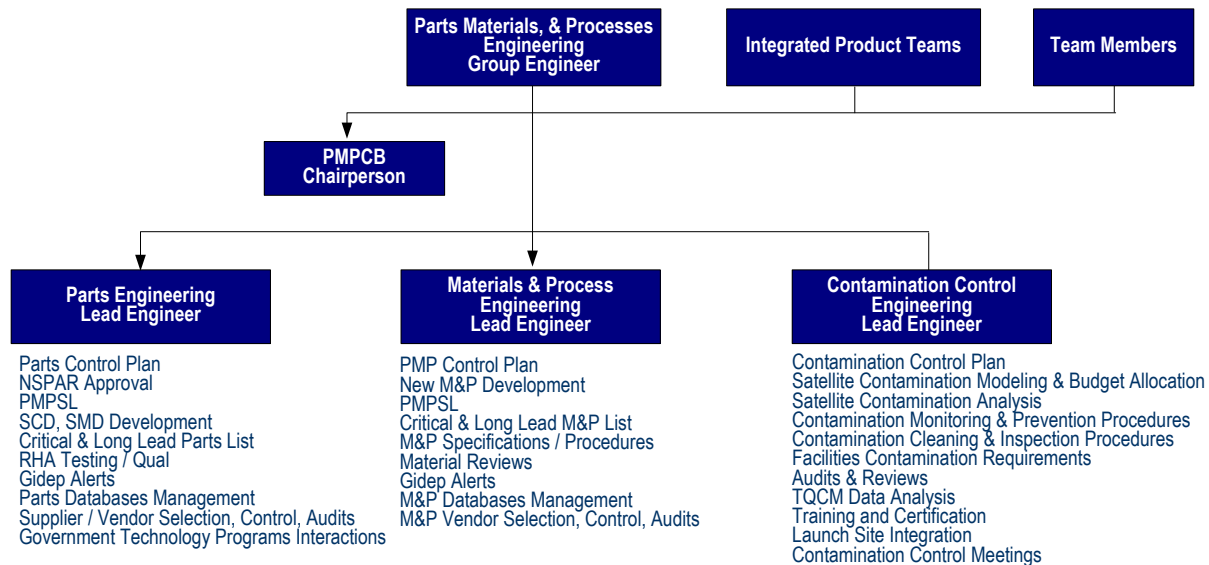 Parts Materials, & Processes
Engineering
Group Engineer
Integrated Product Teams
Team Members
PMPCB
Chairperson
Parts Engineering
Lead Engineer
Parts Control Plan
NSPAR Approval
PMPSL
SCD, SMD Development
Critical & Long Lead Parts List
RHA Testing / Qual
Gidep Alerts
Parts Databases Management
Supplier / Vendor Selection, Control, Audits
Government Technology Programs Interactions
Materials & Process
Engineering
Lead Engineer
PMP Control Plan
New M&P Development
PMPSL
Critical & Long Lead M&P List
M&P Specifications / Procedures
Material Reviews
Gidep Alerts
M&P Databases Management
M&P Vendor Selection, Control, Audits
Contamination Control
Engineering
Lead Engineer
Contamination Control Plan
Satellite Contamination Modeling & Budget Allocation
Satellite Contamination Analysis
Contamination Monitoring & Prevention Procedures
Contamination Cleaning & Inspection Procedures
Facilities Contamination Requirements
Audits & Reviews
TQCM Data Analysis
Training and Certification
Launch Site Integration
Contamination Control Meetings